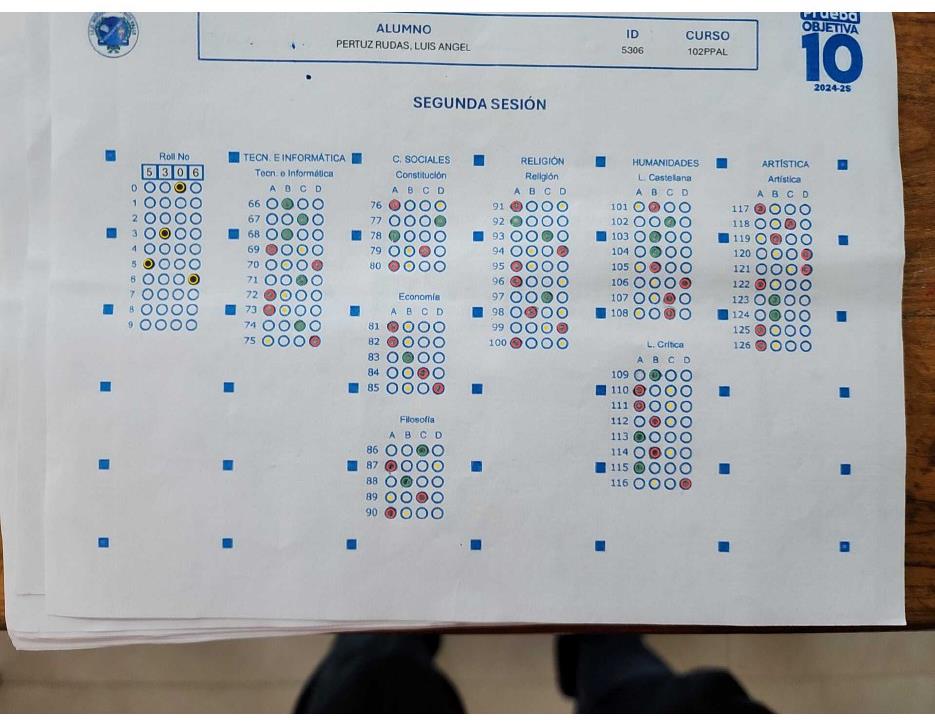 ALUMNO
PERTUZ RUDAS, LUIS ANGEL
ID
5306
CURSO
102PPAL
Prueba
OBJETIVA
10
2024-2S
SEGUNDA SESIÓN
Roll No
5 3 0 6
0
1
2
3
4
5
6
7
8
9
TECN. E INFORMÁTICA
Tecn. e Informática
A B C D
66
67
68
69
70
71
72
73
74
75
C. SOCIALES
Constitución
A B C D
76
77
78
79
80
Economía
A B C D
81
82
83
84
85
Filosofía
A B C D
86
87
88
89
90
RELIGIÓN
Religión
A B C D
91
92
93
94
95
96
97
98
99
100
HUMANIDADES
L. Castellana
A B C D
101
102
103
104
105
106
107
108
L. Crítica
A B C D
109
110
111
112
113
114
115
116
ARTÍSTICA
Artística
A B C D
117
118
119
120
121
122
123
124
125
126